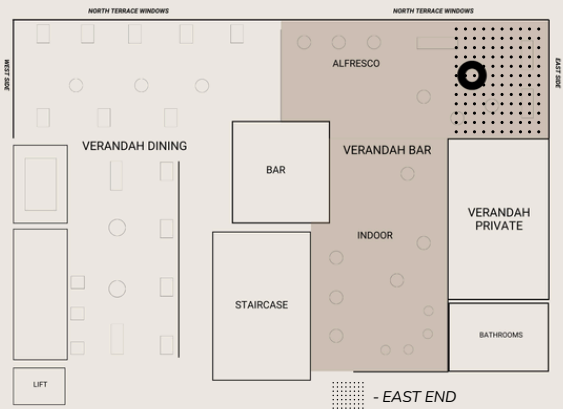 NORTH TERRACE WINDOWS
NORTH TERRACE WINDOWS
WEST SIDE
EAST SIDE
ALFRESCO
VERANDAH DINING
VERANDAH BAR
BAR
VERANDAH
PRIVATE
INDOOR
STAIRCASE
BATHROOMS
LIFT
- EAST END